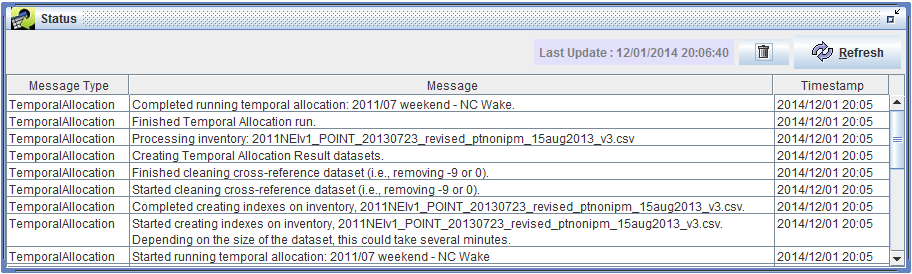 Status
Last Update : 12/01/2014 20:06:40 Refresh
Message Type Message Timestamp
TemporalAllocation Completed running temporal allocation: 2011/07 weekend - NC Wake. 2014/12/01 20:05
TemporalAllocation Finished Temporal Allocation run. 2014/12/01 20:05
TemporalAllocation Processing inventory: 2011NEIv1_POINT_20130723_revised_ptnonipm_15aug2013_v3.csv 2014/12/01 20:05
TemporalAllocation Creating Temporal Allocation Result datasets. 2014/12/01 20:05
TemporalAllocation Finished cleaning cross-reference dataset (i.e., removing -9 or 0). 2014/12/01 20:05
TemporalAllocation Started cleaning cross-reference dataset (i.e., removing -9 or 0). 2014/12/01 20:05
TemporalAllocation Completed creating indexes on inventory, 2011NEIv1_POINT_20130723_revised_ptnonipm_15aug2013_v3.csv. 2014/12/01 20:05
TemporalAllocation Started creating indexes on inventory, 2011NEIv1_POINT_20130723_revised_ptnonipm_15aug2013_v3.csv. 2014/12/01 20:05
Depending on the size of the dataset, this could take several minutes.
TemporalAllocation Started running temporal allocation: 2011/07 weekend - NC Wake 2014/12/01 20:05